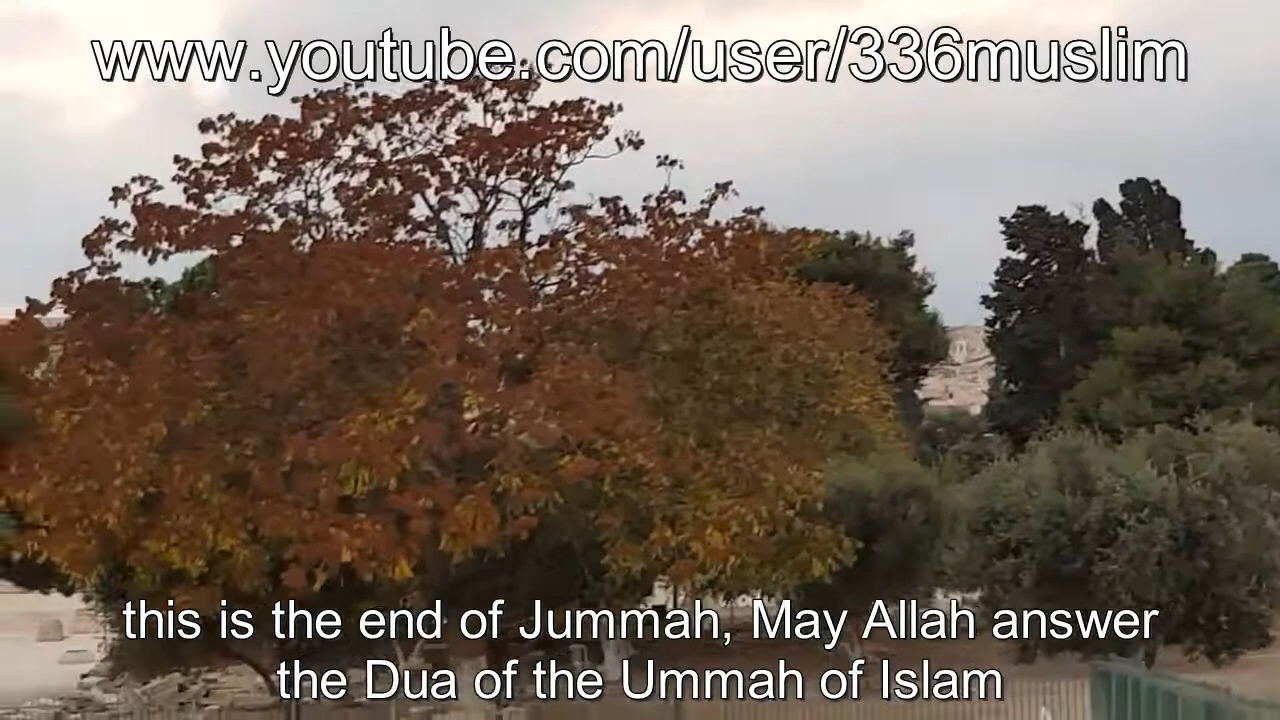 www.youtube.com/user/336muslim
this is the end of Jummah, May Allah answer
the Dua of the Ummah of Islam